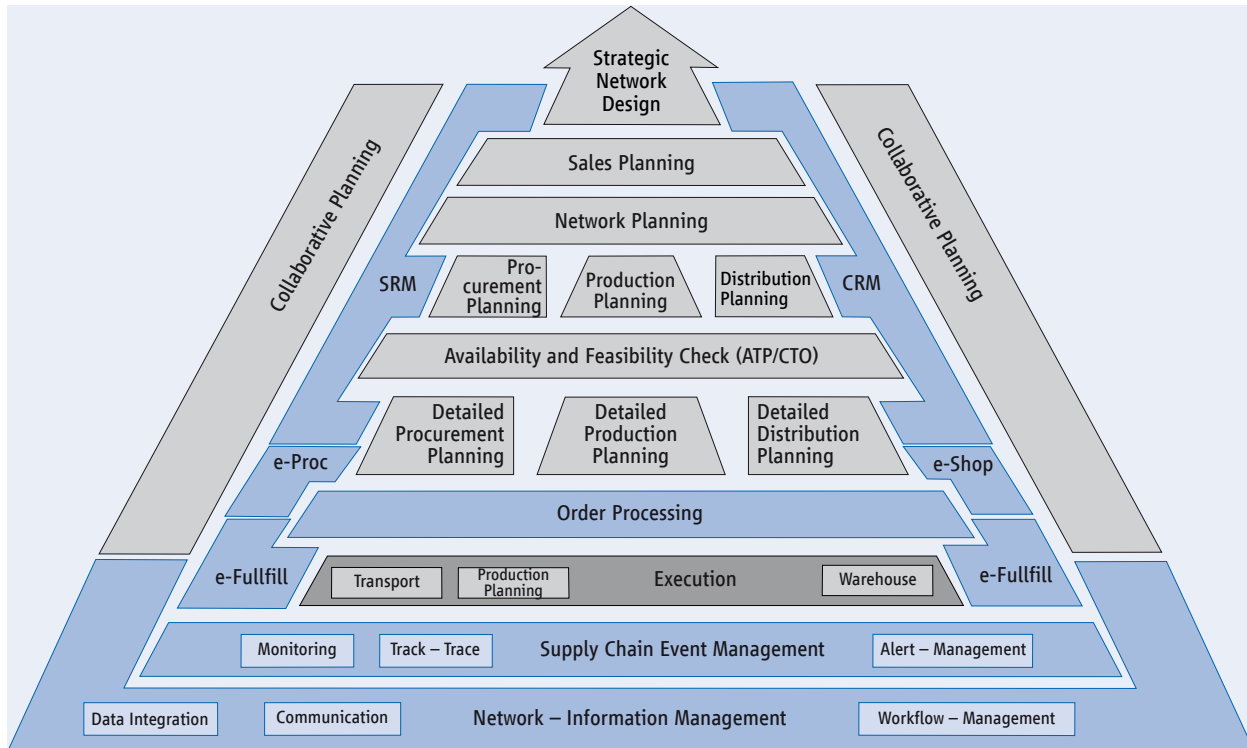 Strategic
Network
Design
Sales Planning
Network Planning
Collaborative Planning
Collaborative Planning
SRM
Pro-
curement
Planning
Production
Planning
Distribution
Planning
CRM
Availability and Feasibility Check (ATP/CTO)
Detailed
Procurement
Planning
Detailed
Production
Planning
Detailed
Distribution
Planning
e-Proc
e-Shop
Order Processing
e-Fullfill
Transport
Production
Planning
Execution
Warehouse
e-Fullfill
Monitoring
Track – Trace
Supply Chain Event Management
Alert – Management
Data Integration
Communication
Network – Information Management
Workflow – Management